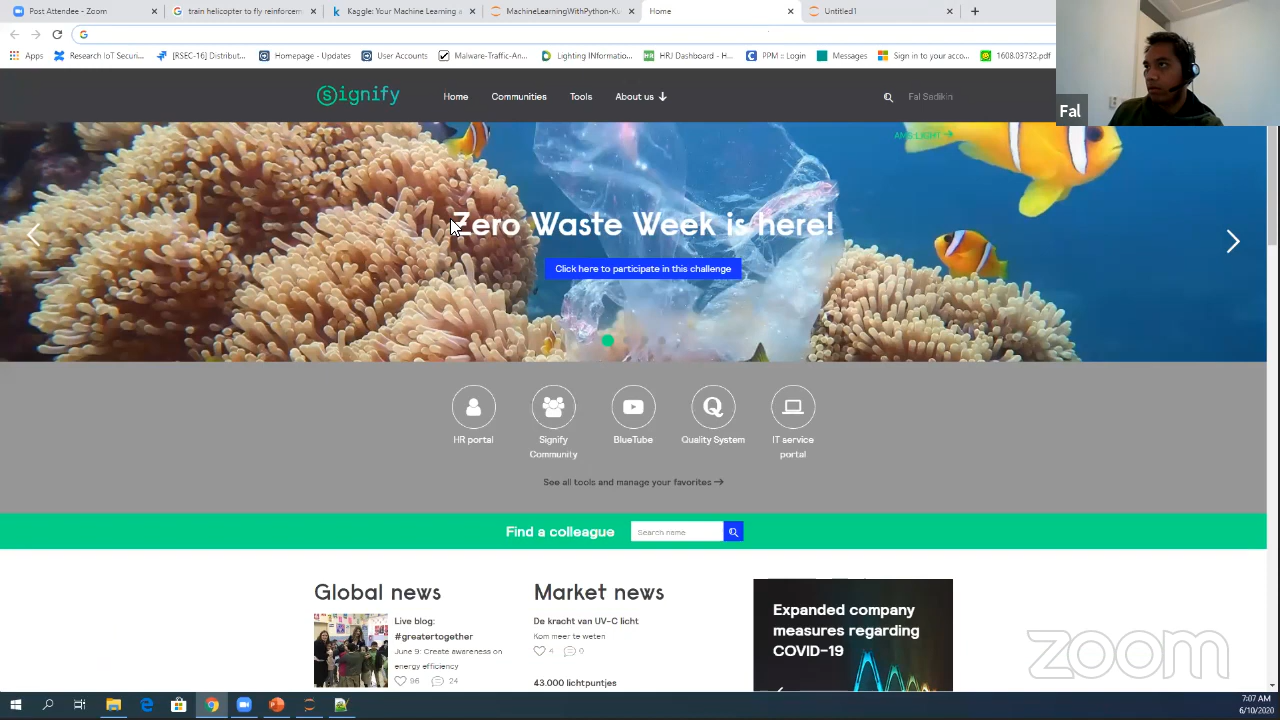 Post Attendee - Zoom
train helicopter to fly reinforcem
Kaggle: Your Machine Learning a
MachineLearningWithPython-Ku
Home
Untitled1
Apps
Research IoT Securi...
[RSEC-16] Distribut...
Homepage - Updates
User Accounts
Malware-Traffic-An...
Lighting INformatio...
HRJ Dashboard - H...
PPM :: Login
Messages
Sign in to your acco...
1608.03732.pdf
Signify
Home
Communities
Tools
About us
Fal Sadikin
Fal
AMS LIGHT
Zero Waste Week is here!
Click here to participate in this challenge
HR portal
Signify
Community
BlueTube
Quality System
IT service
portal
See all tools and manage your favorites
Find a colleague
Search name
Global news
Live blog:
#greatertogether
June 9: Create awareness on
energy efficiency
96
24
Market news
De kracht van UV-C licht
Kom meer te weten
4
0
43.000 lichtpuntjes
Expanded company
measures regarding
COVID-19
zoom
7:07 AM
6/10/2020